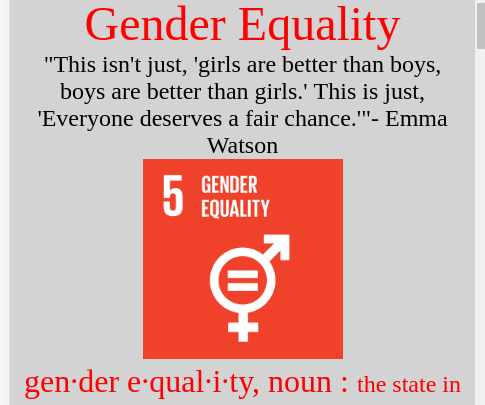 Gender Equality
"This isn't just, 'girls are better than boys,
boys are better than girls.' This is just,
'Everyone deserves a fair chance.'"- Emma
Watson
5 GENDER
EQUALITY
gen·der e·qual·i·ty, noun : the state in